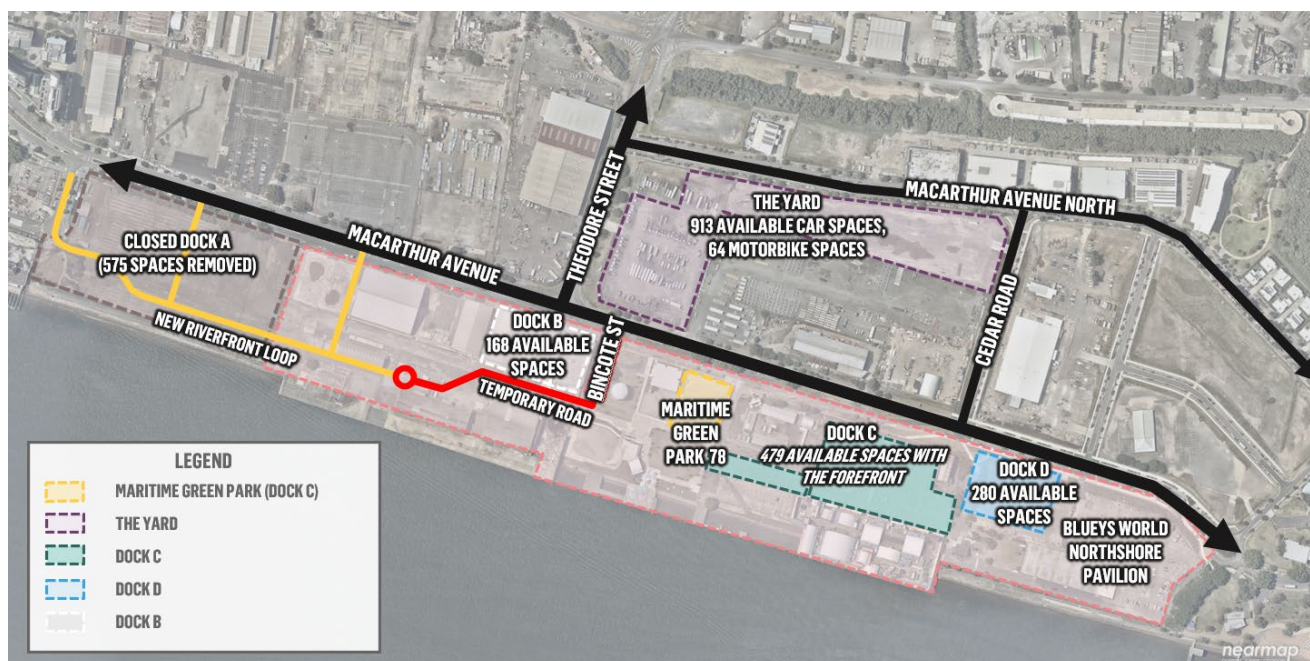 MACARTHUR AVENUE NORTH
THEODORE STREET
THE YARD
913 AVAILABLE CAR SPACES,
64 MOTORBIKE SPACES
CLOSED DOCK A
(575 SPACES REMOVED)
MACARTHUR AVENUE
CEDAR ROAD
NEW RIVERFRONT LOOP
DOCK B
168 AVAILABLE
SPACES
BINCOTE ST
TEMPORARY ROAD
MARITIME
GREEN
PARK 78
DOCK C
479 AVAILABLE SPACES WITH
THE FOREFRONT
DOCK D
280 AVAILABLE
SPACES
BLUEYS WORLD
NORTHSHORE
PAVILION
LEGEND
MARITIME GREEN PARK (DOCK C)
THE YARD
DOCK C
DOCK D
DOCK B
nearmap